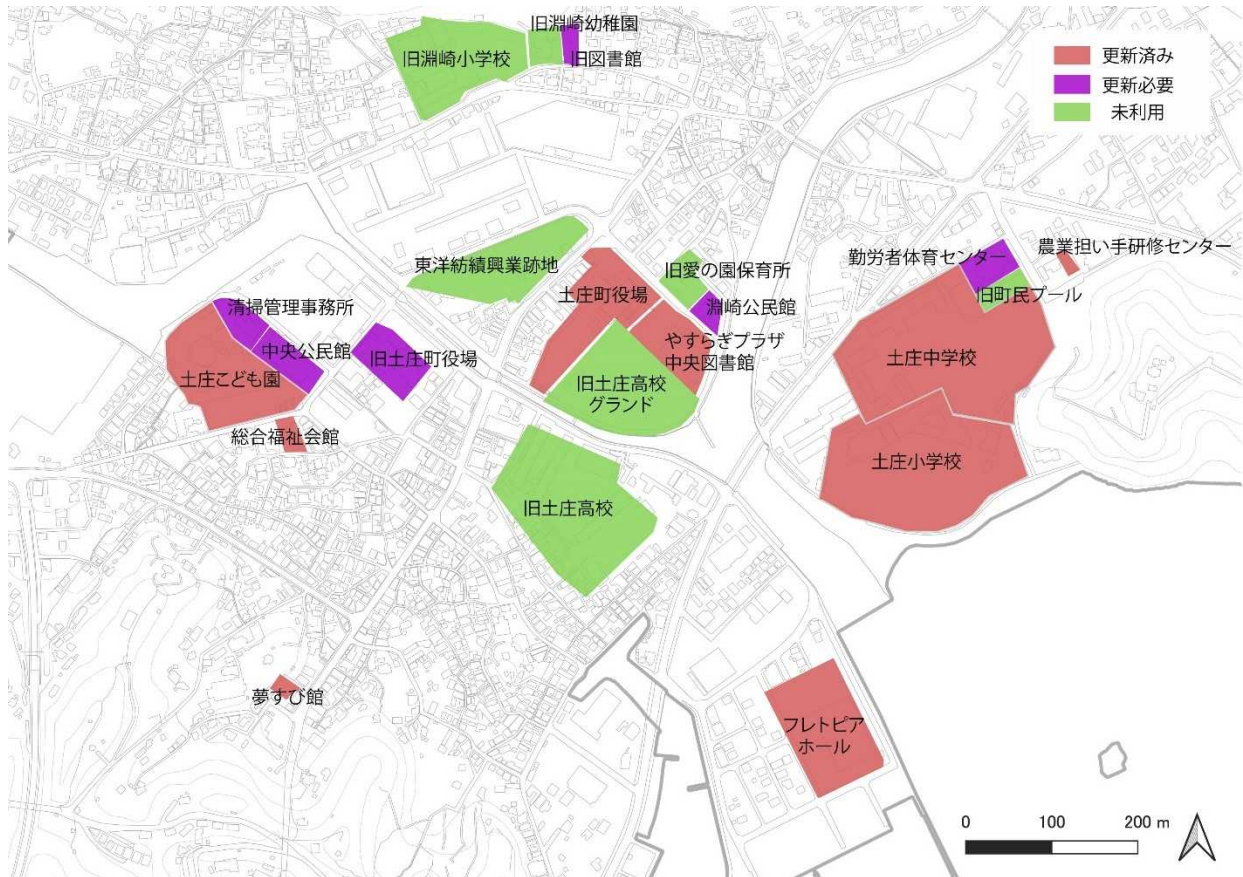 旧淵崎幼稚園
旧淵崎小学校
旧図書館
更新済み
更新必要
未利用
東洋紡績興業跡地
旧愛の園保育所
土庄町役場
淵崎公民館
勤労者体育センター
農業担い手研修センター
旧町民プール
清掃管理事務所
中央公民館
旧土庄町役場
やすらぎプラザ
中央図書館
土庄こども園
旧土庄高校
グランド
土庄中学校
総合福祉会館
土庄小学校
旧土庄高校
夢すび館
フレトピア
ホール
0 100 200 m